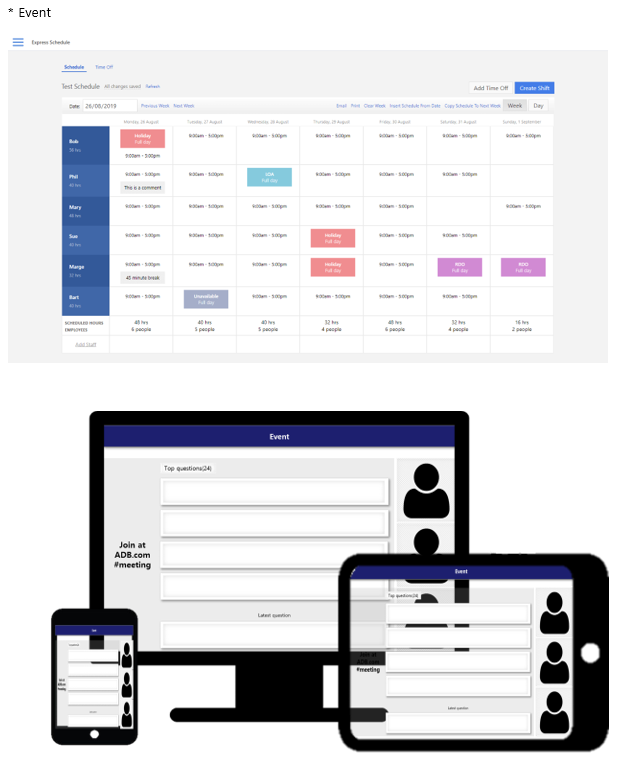 * Event
Express Schedule
Schedule Time Off
Test Schedule All changes saved Refresh Add Time Off Create Shift
Date: 26/08/2019 Previous Week Next Week Email Print Clear Week Insert Schedule From Date Copy Schedule To Next Week Week Day
Monday, 26 August Tuesday, 27 August Wednesday, 28 August Thursday, 29 August Friday, 30 August Saturday, 31 August Sunday, 1 September
Bob Holiday 9:00am - 5:00pm 9:00am - 5:00pm 9:00am - 5:00pm 9:00am - 5:00pm 9:00am - 5:00pm 9:00am - 5:00pm
Full day
9:00am - 5:00pm
Phil 9:00am - 5:00pm 9:00am - 5:00pm Full day 9:00am - 5:00pm 9:00am - 5:00pm 9:00am - 5:00pm
40 hrs This is a comment
Mary 9:00am - 5:00pm 9:00am - 5:00pm 9:00am - 5:00pm 9:00am - 5:00pm 9:00am - 5:00pm 9:00am - 5:00pm
48 hrs
Sue 9:00am - 5:00pm 9:00am - 5:00pm 9:00am - 5:00pm Holiday 9:00am - 5:00pm 9:00am - 5:00pm
40 hrs Full day
Marge 9:00am - 5:00pm 9:00am - 5:00pm 9:00am - 5:00pm Holiday 9:00am - 5:00pm RDO RDO
32 hrs 45 minute break Full day Full day Full day
Bart 9:00am - 5:00pm Unavailable 9:00am - 5:00pm 9:00am - 5:00pm 9:00am - 5:00pm 9:00am - 5:00pm
40 hrs Full day
SCHEDULED HOURS 48 hrs 40 hrs 40 hrs 32 hrs 48 hrs 32 hrs 16 hrs
EMPLOYEES 6 people 5 people 5 people 4 people 6 people 4 people 2 people
Add Staff
Event
Top questions(24)
Join at
ADB.com
#meeting
Latest question
Event
Top questions(24)
#meeting
Latest question